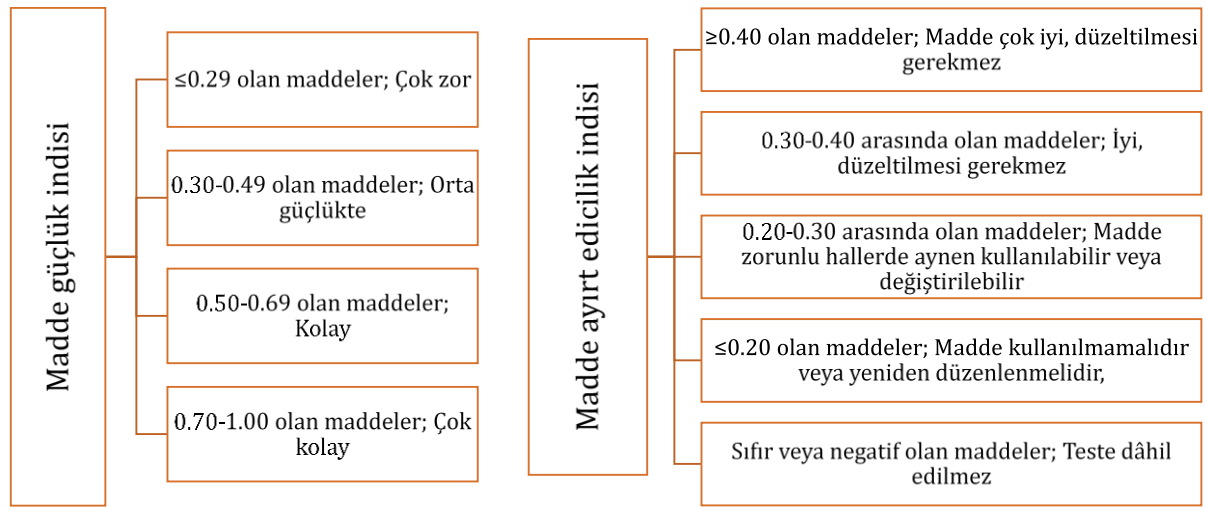 Madde güçlük indisi
≤0.29 olan maddeler; Çok zor
0.30-0.49 olan maddeler; Orta
güçlükte
0.50-0.69 olan maddeler;
Kolay
0.70-1.00 olan maddeler; Çok
kolay
Madde ayırt edicilik indisi
≥0.40 olan maddeler; Madde çok iyi, düzeltilmesi
gerekmez
0.30-0.40 arasında olan maddeler; İyi,
düzeltilmesi gerekmez
0.20-0.30 arasında olan maddeler; Madde
zorunlu hallerde aynen kullanılabilir veya
değiştirilebilir
≤0.20 olan maddeler; Madde kullanılmamalıdır
veya yeniden düzenlenmelidir,
Sıfır veya negatif olan maddeler; Teste dâhil
edilmez